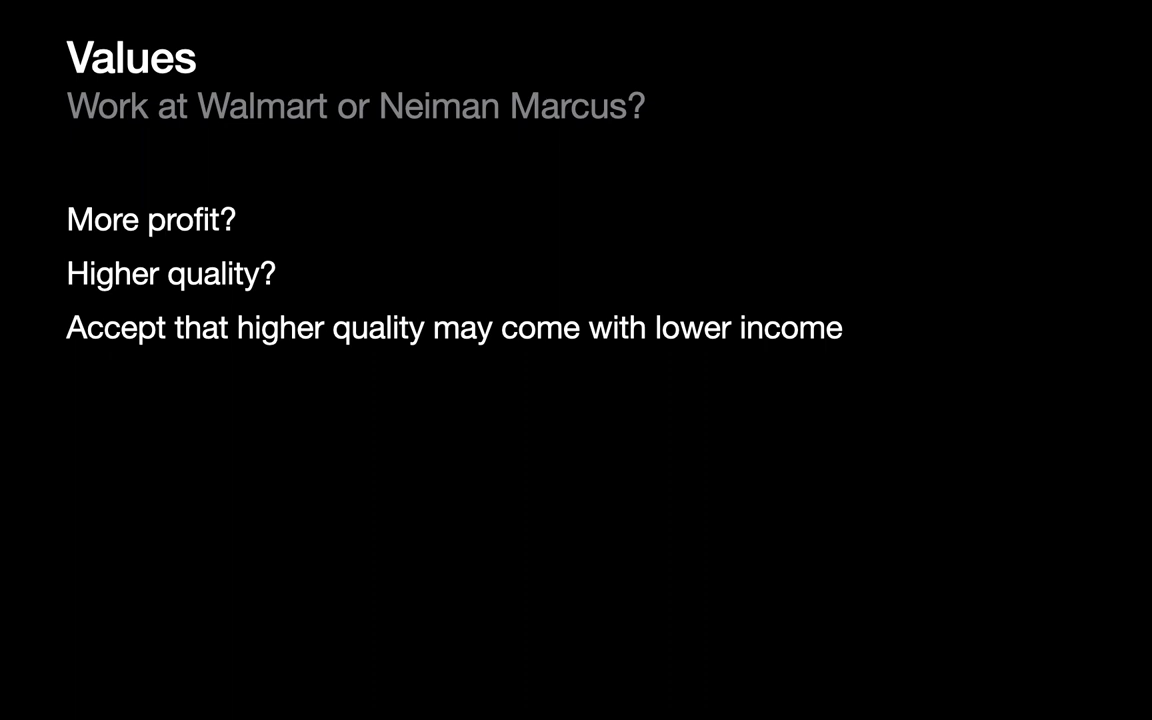 Values
Work at Walmart or Neiman Marcus?
More profit?
Higher quality?
Accept that higher quality may come with lower income